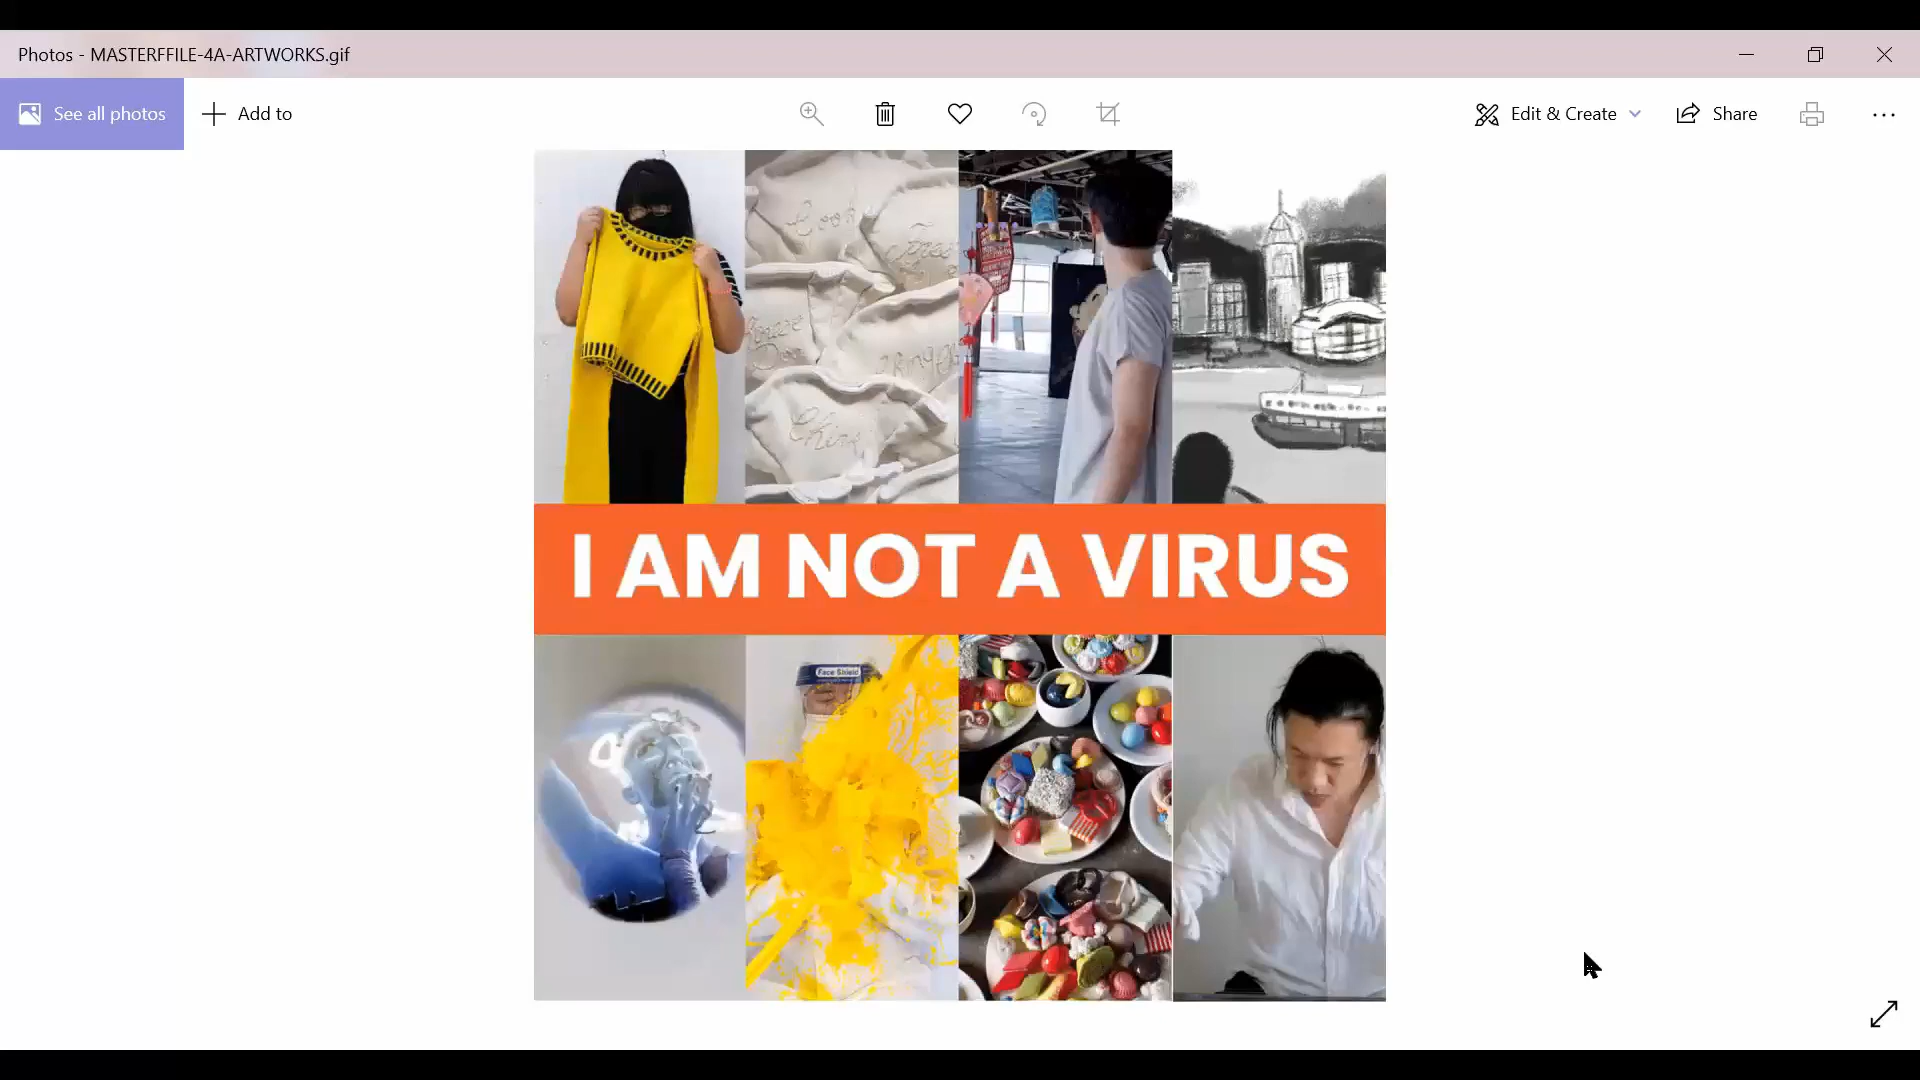 Photos - MASTERFFILE-4A-ARTWORKS.gif
See all photos
Add to
Edit & Create
Share
I AM NOT A VIRUS
Face Shield